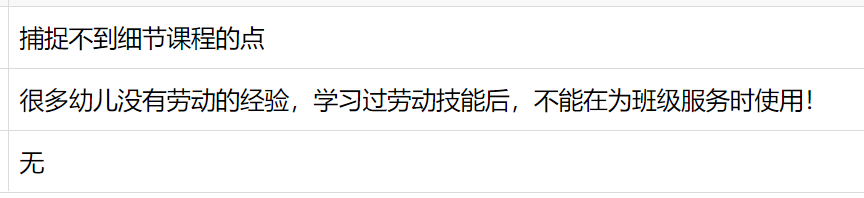 捕捉不到细节课程的点
很多幼儿没有劳动的经验，学习过劳动技能后，不能在为班级服务时使用！
无